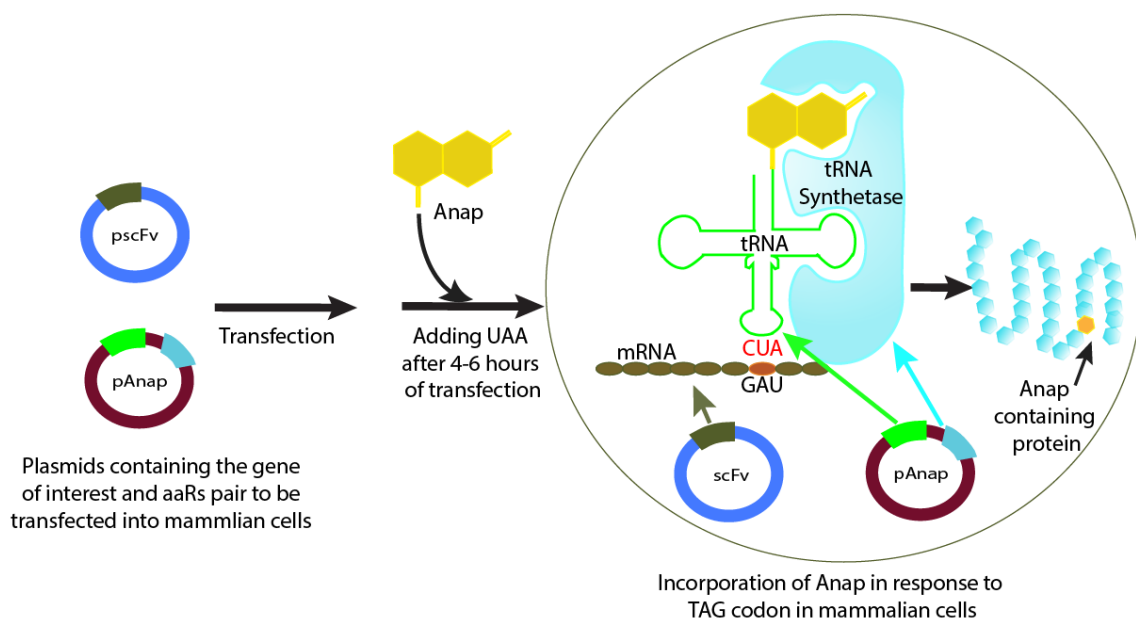 pscFv
pAnap
Plasmids containing the gene
of interest and aaRs pair to be
transfected into mammlian cells
Transfection
Anap
Adding UAA
after 4-6 hours
of transfection
tRNA
Synthetase
tRNA
mRNA
CUA
GAU
scFv
pAnap
Anap
containing
protein
Incorporation of Anap in response to
TAG codon in mammalian cells